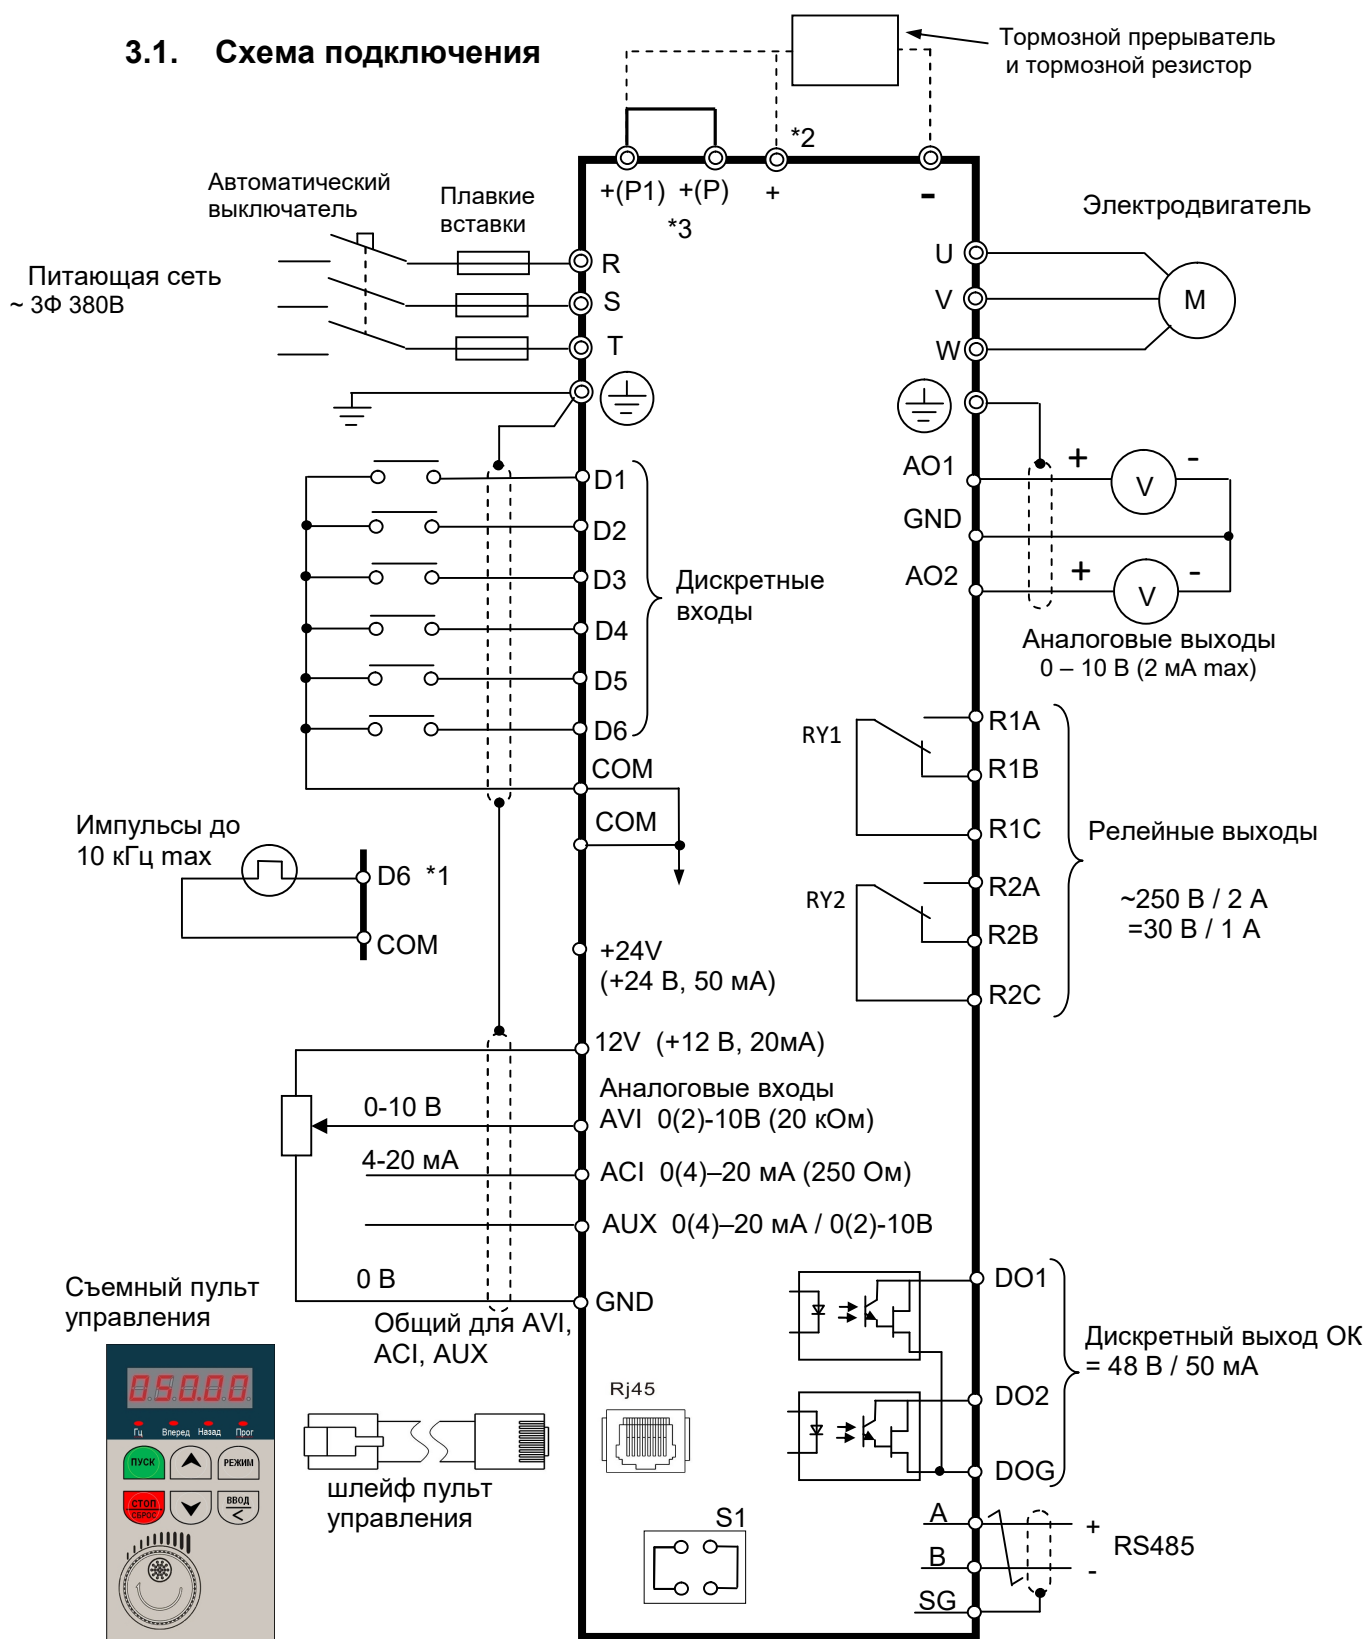 3.1. Схема подключения
Тормозной прерыватель
и тормозной резистор
*2
+(P1) +(P) + -
*3
Автоматический
выключатель
Плавкие
вставки
Электродвигатель
Питающая сеть
~ 3Ф 380В
R
S
T
U
V
W
M
D1
D2
D3
D4
D5
D6
Дискретные
входы
COM
COM
AO1
GND
AO2
+ -
V
+ -
V
Аналоговые выходы
0 – 10 В (2 мА max)
RY1
R1A
R1B
R1C
RY2
R2A
R2B
R2C
Релейные выходы
~250 В / 2 А
=30 В / 1 А
Импульсы до
10 кГц max
D6 *1
COM
+24V
(+24 В, 50 мА)
12V (+12 В, 20мА)
Аналоговые входы
0-10 В
AVI 0(2)-10В (20 кОм)
4-20 мА
ACI 0(4)–20 мА (250 Ом)
AUX 0(4)–20 мА / 0(2)-10В
0 В
GND
Общий для AVI,
ACI, AUX
Съемный пульт
управления
050.00
Гц Вперед Назад Прог
ПУСК
РЕЖИМ
СТОП
СБРОС
ВВОД
<
шлейф пульт
управления
Rj45
S1
DO1
DO2
DOG
Дискретный выход ОК
= 48 В / 50 мА
A
B
SG
+
-
RS485